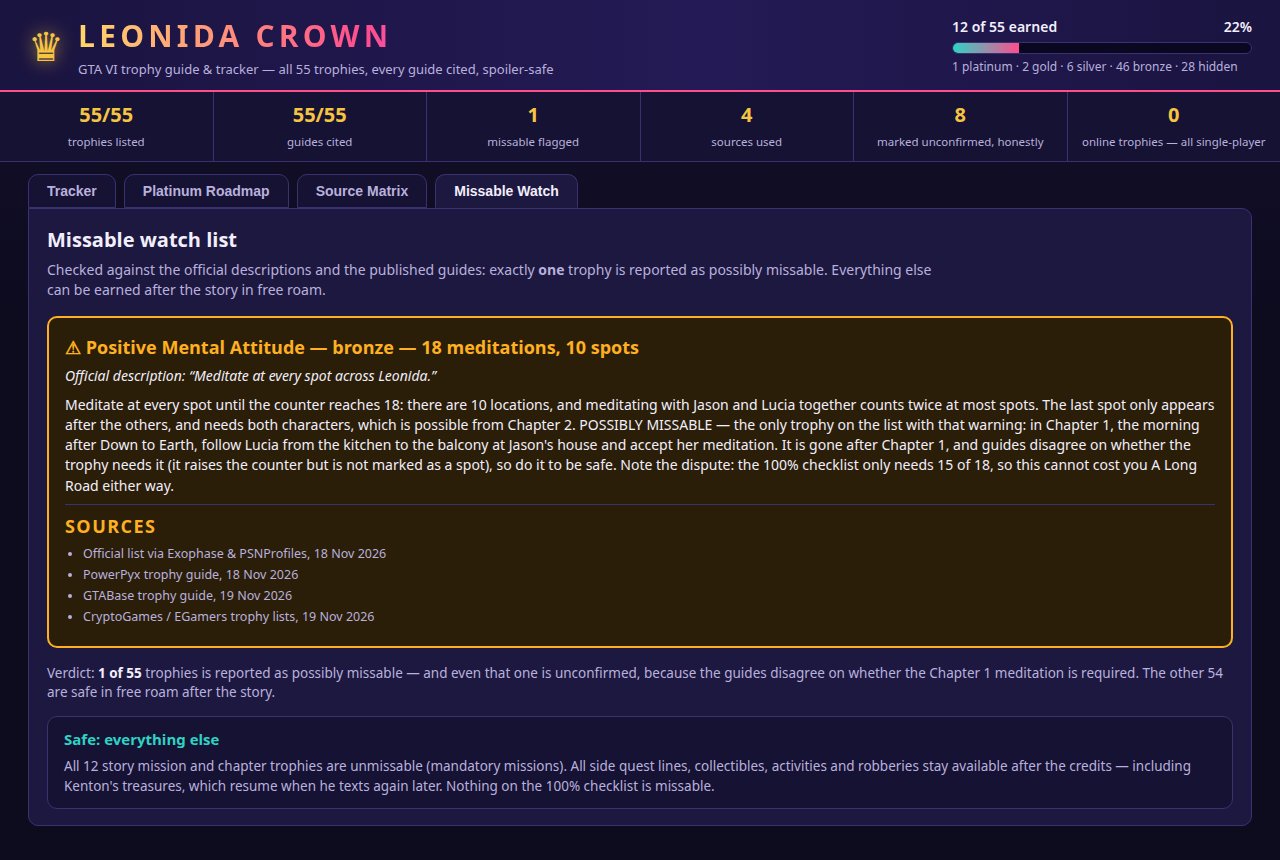 LEONIDA CROWN
GTA VI trophy guide & tracker — all 55 trophies, every guide cited, spoiler-safe
12 of 55 earned 22%
1 platinum · 2 gold · 6 silver · 46 bronze · 28 hidden
55/55
trophies listed
55/55
guides cited
1
missable flagged
4
sources used
8
marked unconfirmed, honestly
0
online trophies — all single-player
Tracker
Platinum Roadmap
Source Matrix
Missable Watch
Missable watch list
Checked against the official descriptions and the published guides: exactly one trophy is reported as possibly missable. Everything else
can be earned after the story in free roam.
⚠ Positive Mental Attitude — bronze — 18 meditations, 10 spots
Official description: “Meditate at every spot across Leonida.”
Meditate at every spot until the counter reaches 18: there are 10 locations, and meditating with Jason and Lucia together counts twice at most spots. The last spot only appears
after the others, and needs both characters, which is possible from Chapter 2. POSSIBLY MISSABLE — the only trophy on the list with that warning: in Chapter 1, the morning
after Down to Earth, follow Lucia from the kitchen to the balcony at Jason's house and accept her meditation. It is gone after Chapter 1, and guides disagree on whether the
trophy needs it (it raises the counter but is not marked as a spot), so do it to be safe. Note the dispute: the 100% checklist only needs 15 of 18, so this cannot cost you A Long
Road either way.
SOURCES
• Official list via Exophase & PSNProfiles, 18 Nov 2026
• PowerPyx trophy guide, 18 Nov 2026
• GTABase trophy guide, 19 Nov 2026
• CryptoGames / EGamers trophy lists, 19 Nov 2026
Verdict: 1 of 55 trophies is reported as possibly missable — and even that one is unconfirmed, because the guides disagree on whether the Chapter 1 meditation is required. The other 54
are safe in free roam after the story.
Safe: everything else
All 12 story mission and chapter trophies are unmissable (mandatory missions). All side quest lines, collectibles, activities and robberies stay available after the credits — including
Kenton's treasures, which resume when he texts again later. Nothing on the 100% checklist is missable.